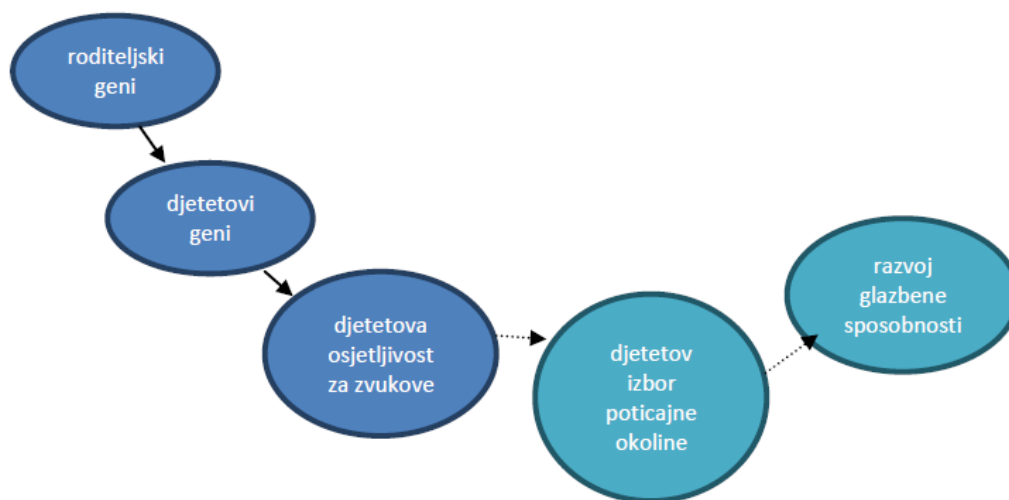 roditeljski
geni
djetetovi
geni
djetetova
osjetljivost
za zvukove
djetetov
izbor
poticajne
okoline
razvoj
glazbene
sposobnosti